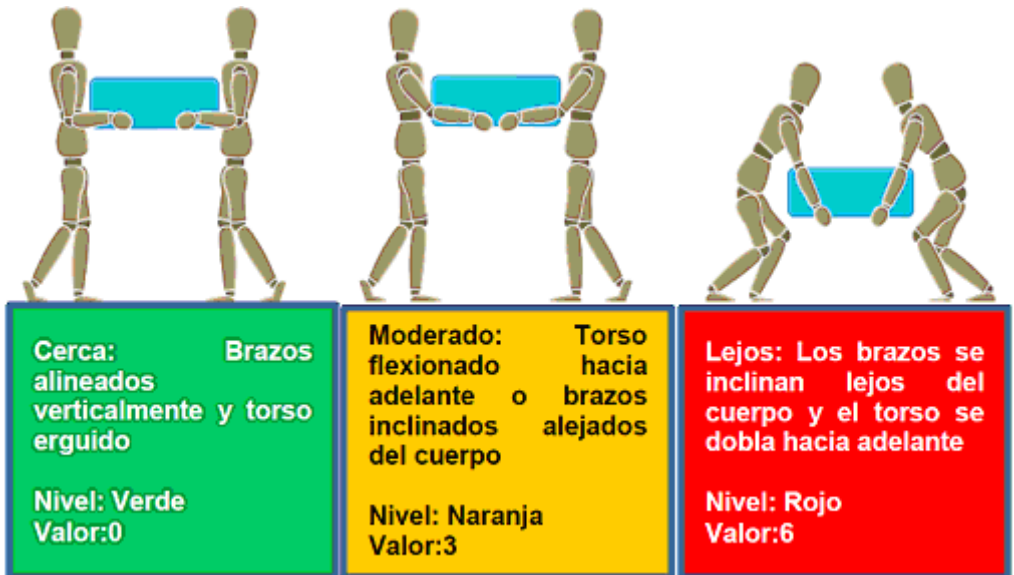 Cerca: Brazos
alineados
verticalmente y torso
erguido
Nivel: Verde
Valor:0
Moderado: Torso
flexionado hacia
adelante o brazos
inclinados alejados
del cuerpo
Nivel: Naranja
Valor:3
Lejos: Los brazos se
inclinan lejos del
cuerpo y el torso se
dobla hacia adelante
Nivel: Rojo
Valor:6